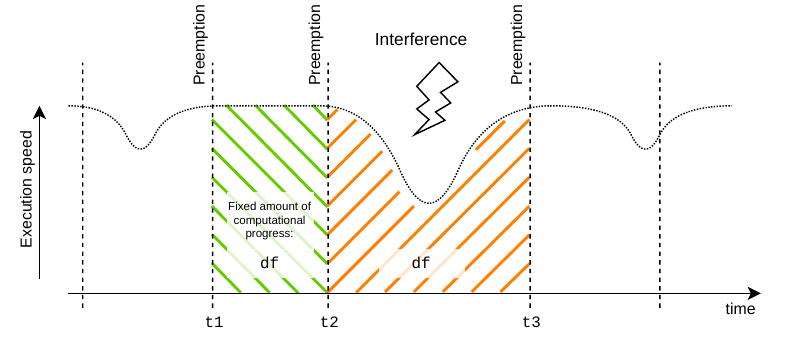 Preemption
Preemption
Interference
Preemption
Execution speed
Fixed amount of
computational
progress:
df
df
time
t1
t2
t3